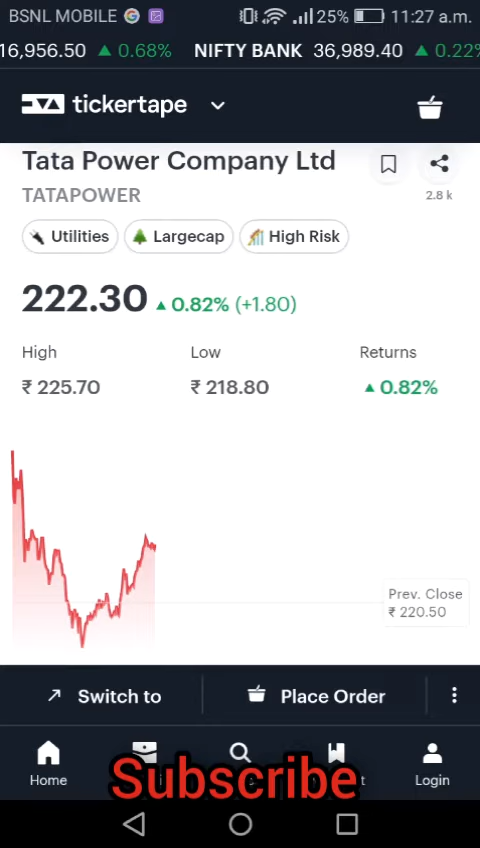 BSNL MOBILE 25% 11:27 a.m.
16,956.50 ▲ 0.68% NIFTY BANK 36,989.40 ▲ 0.22%
tickertape
Tata Power Company Ltd
TATAPOWER
2.8 k
Utilities Largecap High Risk
222.30 ▲ 0.82% (+1.80)
High Low Returns
₹ 225.70 ₹ 218.80 ▲ 0.82%
Prev. Close
₹ 220.50
Switch to Place Order
Home Login
Subscribe